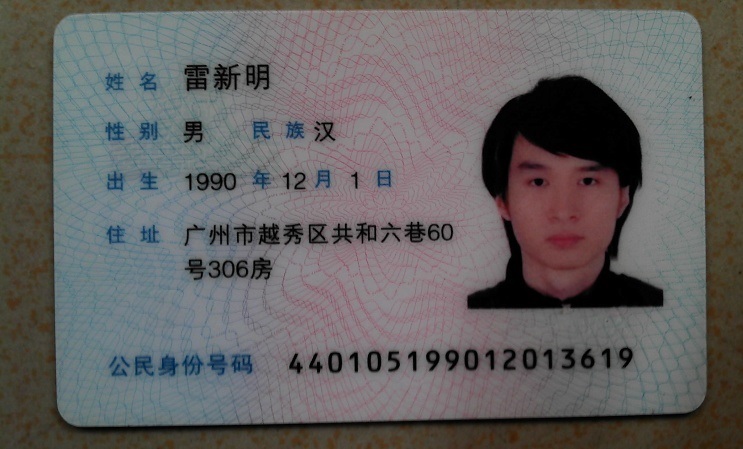 姓名 雷新明
性别 男 民族 汉
出生 1990 年 12 月 1 日
住址 广州市越秀区共和六巷60
号306房
公民身份号码 440105199012013619